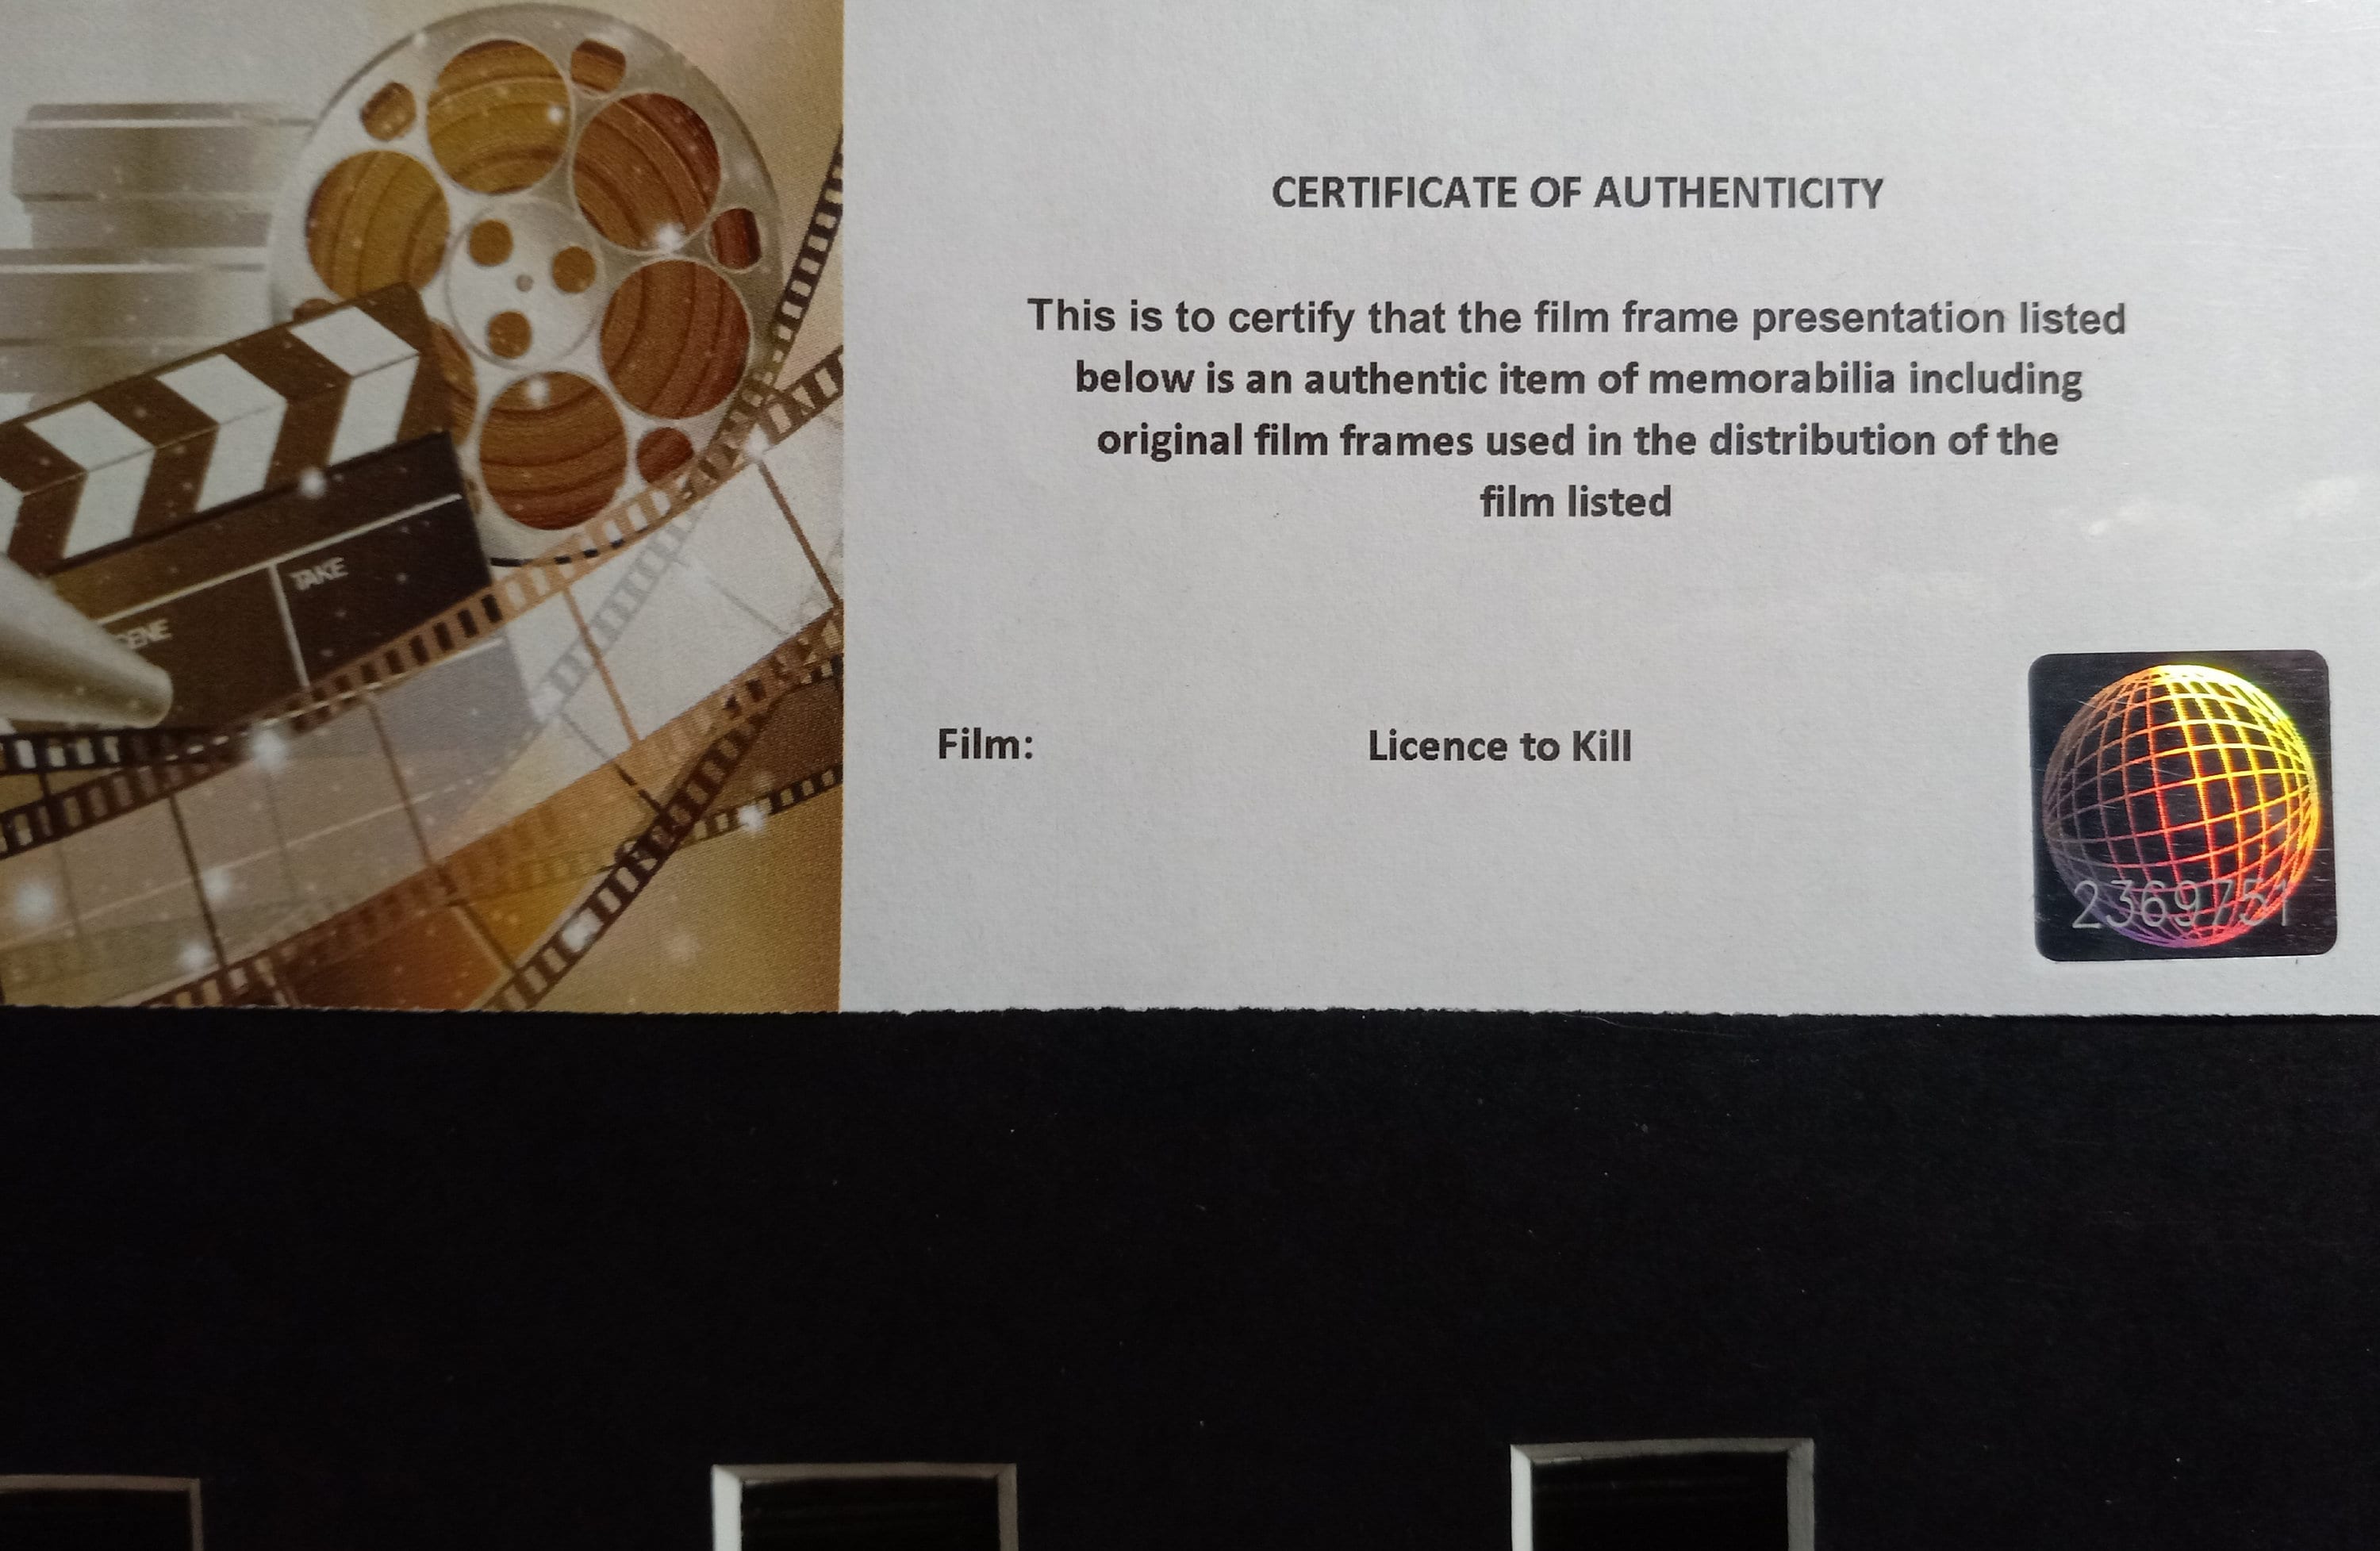 CERTIFICATE OF AUTHENTICITY
This is to certify that the film frame presentation listed
below is an authentic item of memorabilia including
original film frames used in the distribution of the
film listed
TAKE
Film:
Licence to Kill
2369751